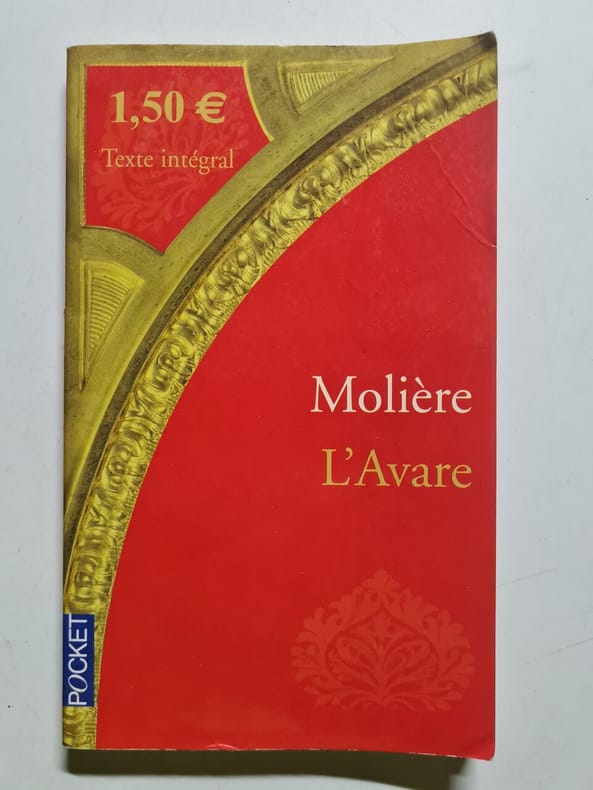 1,50 €
Texte intégral
Molière
L'Avare
POCKET